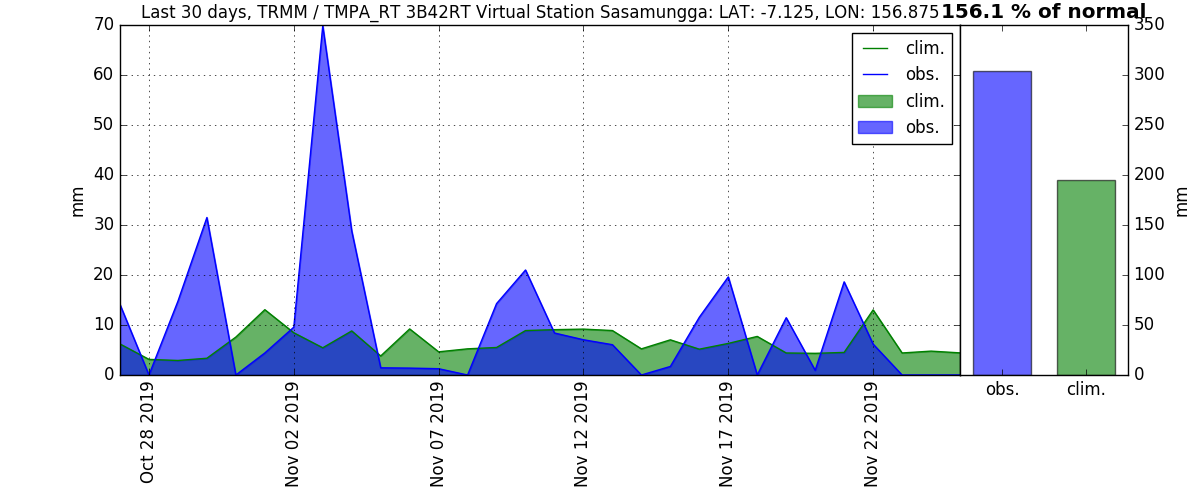 Last 30 days, TRMM / TMPA_RT 3B42RT Virtual Station Sasamungga: LAT: -7.125, LON: 156.875
156.1 % of normal
70
60
50
40
30
20
10
0
mm
clim.
obs.
clim.
obs.
Oct 28 2019
Nov 02 2019
Nov 07 2019
Nov 12 2019
Nov 17 2019
Nov 22 2019
350
300
250
200
150
100
50
0
mm
obs.
clim.